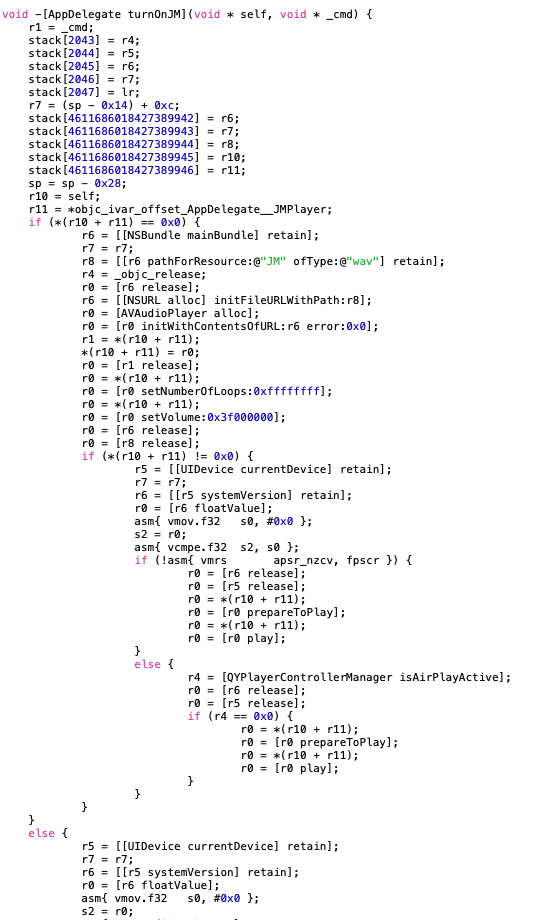 void -[AppDelegate turnOnJM](void * self, void * _cmd) {
    r1 = _cmd;
    stack[2043] = r4;
    stack[2044] = r5;
    stack[2045] = r6;
    stack[2046] = r7;
    stack[2047] = lr;
    r7 = (sp - 0x14) + 0xc;
    stack[4611686018427389942] = r6;
    stack[4611686018427389943] = r7;
    stack[4611686018427389944] = r8;
    stack[4611686018427389945] = r10;
    stack[4611686018427389946] = r11;
    sp = sp - 0x28;
    r10 = self;
    r11 = *objc_ivar_offset_AppDelegate__JMPlayer;
    if (*(r10 + r11) == 0x0) {
            r6 = [[NSBundle mainBundle] retain];
            r7 = r7;
            r8 = [[r6 pathForResource:@"JM" ofType:@"wav"] retain];
            r4 = _objc_release;
            r0 = [r6 release];
            r6 = [[NSURL alloc] initFileURLWithPath:r8];
            r0 = [AVAudioPlayer alloc];
            r0 = [r0 initWithContentsOfURL:r6 error:0x0];
            r1 = *(r10 + r11);
            *(r10 + r11) = r0;
            r0 = [r1 release];
            r0 = *(r10 + r11);
            r0 = [r0 setNumberOfLoops:0xffffffff];
            r0 = *(r10 + r11);
            r0 = [r0 setVolume:0x3f000000];
            r0 = [r6 release];
            r0 = [r8 release];
            if (*(r10 + r11) != 0x0) {
                    r5 = [[UIDevice currentDevice] retain];
                    r7 = r7;
                    r6 = [[r5 systemVersion] retain];
                    r0 = [r6 floatValue];
                    asm{ vmov.f32   s0, #0x0 };
                    s2 = r0;
                    asm{ vcmpe.f32  s2, s0 };
                    if (!asm{ vmrs       apsr_nzcv, fpscr }) {
                            r0 = [r6 release];
                            r0 = [r5 release];
                            r0 = *(r10 + r11);
                            r0 = [r0 prepareToPlay];
                            r0 = *(r10 + r11);
                            r0 = [r0 play];
                    }
                    else {
                            r4 = [QYPlayerControllerManager isAirPlayActive];
                            r0 = [r6 release];
                            r0 = [r5 release];
                            if (r4 == 0x0) {
                                    r0 = *(r10 + r11);
                                    r0 = [r0 prepareToPlay];
                                    r0 = *(r10 + r11);
                                    r0 = [r0 play];
                            }
                    }
            }
    }
    else {
            r5 = [[UIDevice currentDevice] retain];
            r7 = r7;
            r6 = [[r5 systemVersion] retain];
            r0 = [r6 floatValue];
            asm{ vmov.f32   s0, #0x0 };
            s2 = r0;